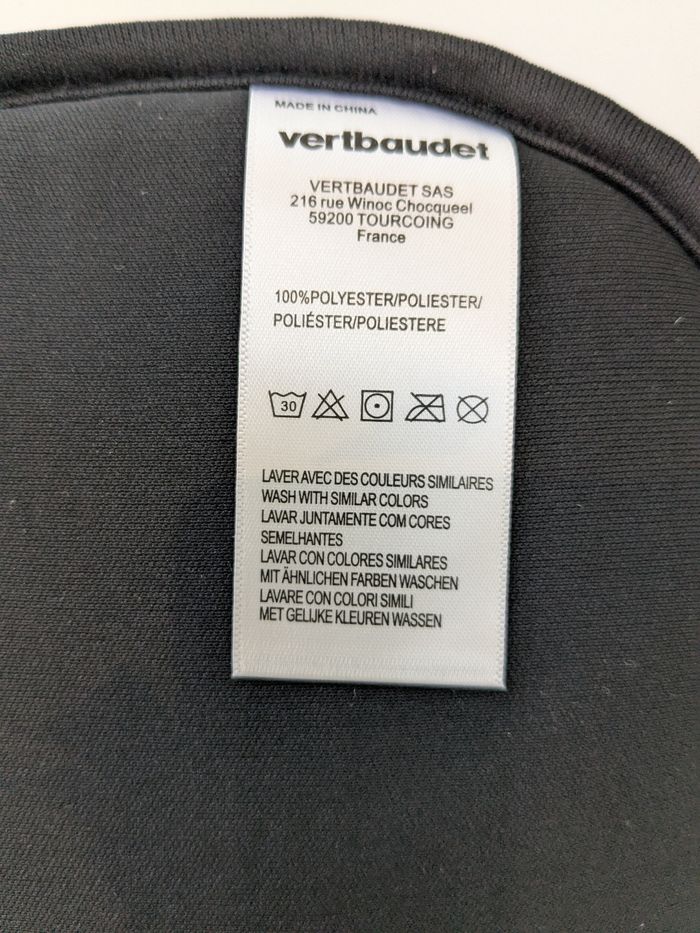 MADE IN CHINA
vertbaudet
VERTBAUDET SAS
216 rue Winoc Chocqueel
59200 TOURCOING
France
100%POLYESTER/POLIESTER/
POLIÉSTER/POLIESTERE
30
LAVER AVEC DES COULEURS SIMILAIRES
WASH WITH SIMILAR COLORS
LAVAR JUNTAMENTE COM CORES
SEMELHANTES
LAVAR CON COLORES SIMILARES
MIT ÄHNLICHEN FARBEN WASCHEN
LAVARE CON COLORI SIMILI
MET GELIJKE KLEUREN WASSEN